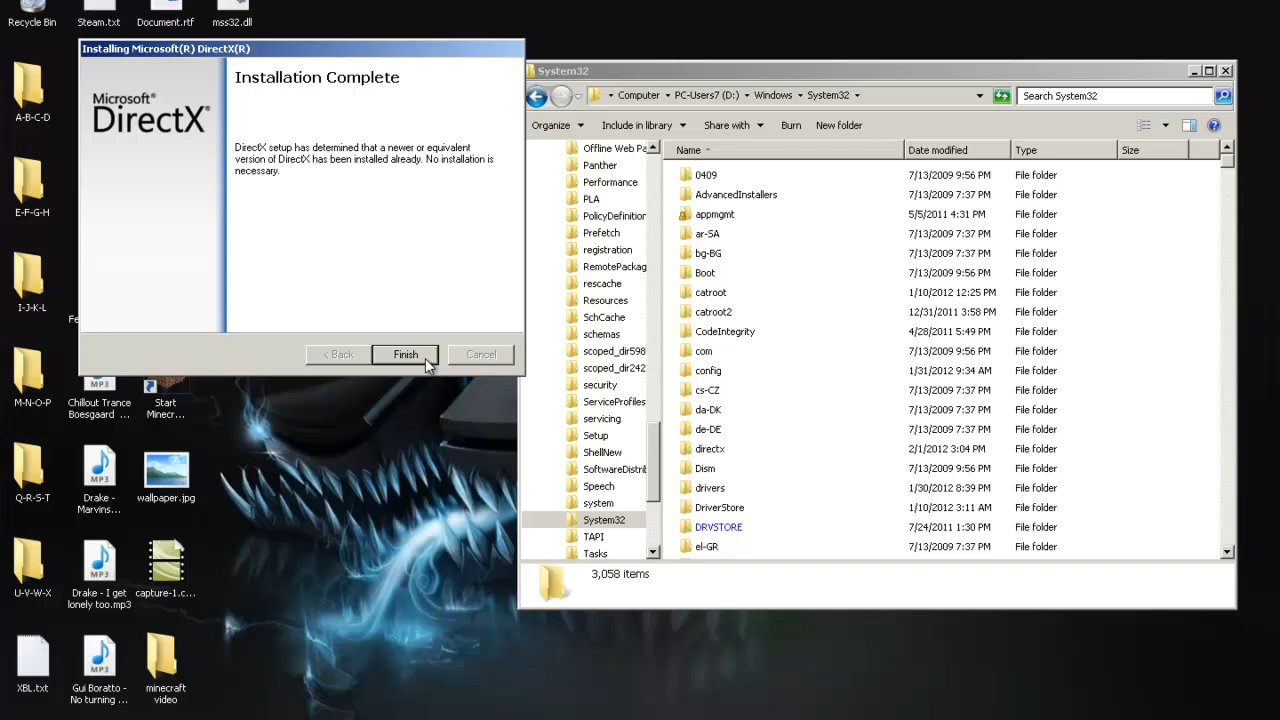 Recycle Bin
Steam.txt
Document.rtf
mss32.dll
A-B-C-D
E-F-G-H
I-J-K-L
M-N-O-P
MP3
Chillout Trance
Boesgaard ...
Start
Minecr...
Q-R-S-T
Drake -
Marvins...
wallpaper.jpg
U-V-W-X
MP3
Drake - I get
lonely too.mp3
capture-1.c...
XBL.txt
MP3
Gui Boratto -
No turning ...
minecraft
video
Installing Microsoft(R) DirectX(R)
Microsoft®
DirectX®
Installation Complete
DirectX setup has determined that a newer or equivalent
version of DirectX has been installed already. No installation is
necessary.
< Back
Finish
Cancel
System32
Computer
PC-Users7 (D:)
Windows
System32
Search System32
Organize
Include in library
Share with
Burn
New folder
Offline Web Pa
Panther
Performance
PLA
PolicyDefinition
Prefetch
registration
RemotePackag
rescache
Resources
SchCache
schemas
scoped_dir598
scoped_dir242
security
ServiceProfiles
servicing
Setup
ShellNew
SoftwareDistrib
Speech
system
System32
TAPI
Tasks
Name Date modified Type Size
0409 7/13/2009 9:56 PM File folder
AdvancedInstallers 7/13/2009 7:37 PM File folder
appmgmt 5/5/2011 4:31 PM File folder
ar-SA 7/13/2009 7:37 PM File folder
bg-BG 7/13/2009 7:37 PM File folder
Boot 7/13/2009 9:56 PM File folder
catroot 1/10/2012 12:25 PM File folder
catroot2 12/31/2011 3:58 PM File folder
CodeIntegrity 4/28/2011 5:49 PM File folder
com 7/13/2009 9:56 PM File folder
config 1/31/2012 9:34 AM File folder
cs-CZ 7/13/2009 7:37 PM File folder
da-DK 7/13/2009 7:37 PM File folder
de-DE 7/13/2009 7:37 PM File folder
directx 2/1/2012 3:04 PM File folder
Dism 7/13/2009 9:56 PM File folder
drivers 1/30/2012 8:39 PM File folder
DriverStore 1/10/2012 3:11 AM File folder
DRVSTORE 7/24/2011 1:30 PM File folder
el-GR 7/13/2009 7:37 PM File folder
3,058 items